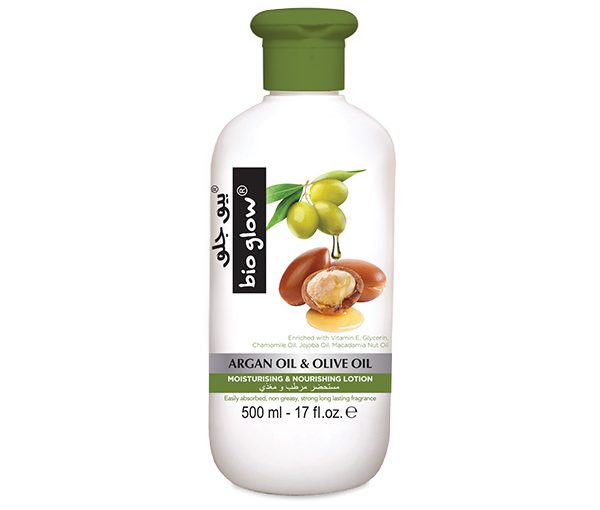 بيو جلو®
bio glow®
Enriched with Vitamin E, Glycerin,
Chamomile Oil, Jojoba Oil, Macadamia Nut Oil
ARGAN OIL & OLIVE OIL
MOISTURISING & NOURISHING LOTION
مستحضر مرطب و مغذي
Easily absorbed, non greasy, strong long lasting fragrance
500 ml - 17 fl.oz. ℮